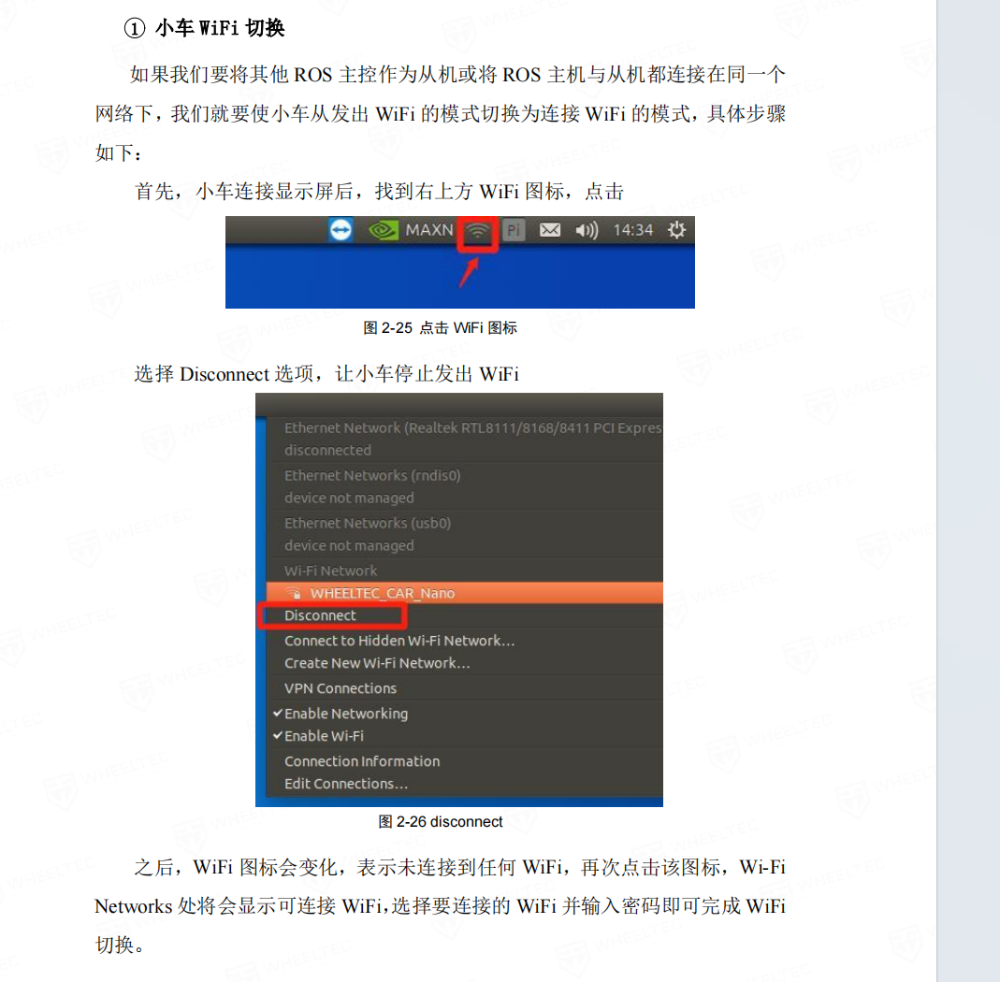 ① 小车 WiFi 切换
如果我们要将其他 ROS 主控作为从机或将 ROS 主机与从机都连接在同一个
网络下，我们就要使小车从发出 WiFi 的模式切换为连接 WiFi 的模式，具体步骤
如下：
首先，小车连接显示屏后，找到右上方 WiFi 图标，点击
MAXN Pi 14:34
图 2-25 点击 WiFi 图标
选择 Disconnect 选项，让小车停止发出 WiFi
Ethernet Network (Realtek RTL8111/8168/8411 PCI Expres
disconnected
Ethernet Networks (rndis0)
device not managed
Ethernet Networks (usb0)
device not managed
Wi-Fi Network
WHEELTEC_CAR_Nano
Disconnect
Connect to Hidden Wi-Fi Network...
Create New Wi-Fi Network...
VPN Connections
✔Enable Networking
✔Enable Wi-Fi
Connection Information
Edit Connections...
图 2-26 disconnect
之后，WiFi 图标会变化，表示未连接到任何 WiFi，再次点击该图标，Wi-Fi
Networks 处将会显示可连接 WiFi，选择要连接的 WiFi 并输入密码即可完成 WiFi
切换。